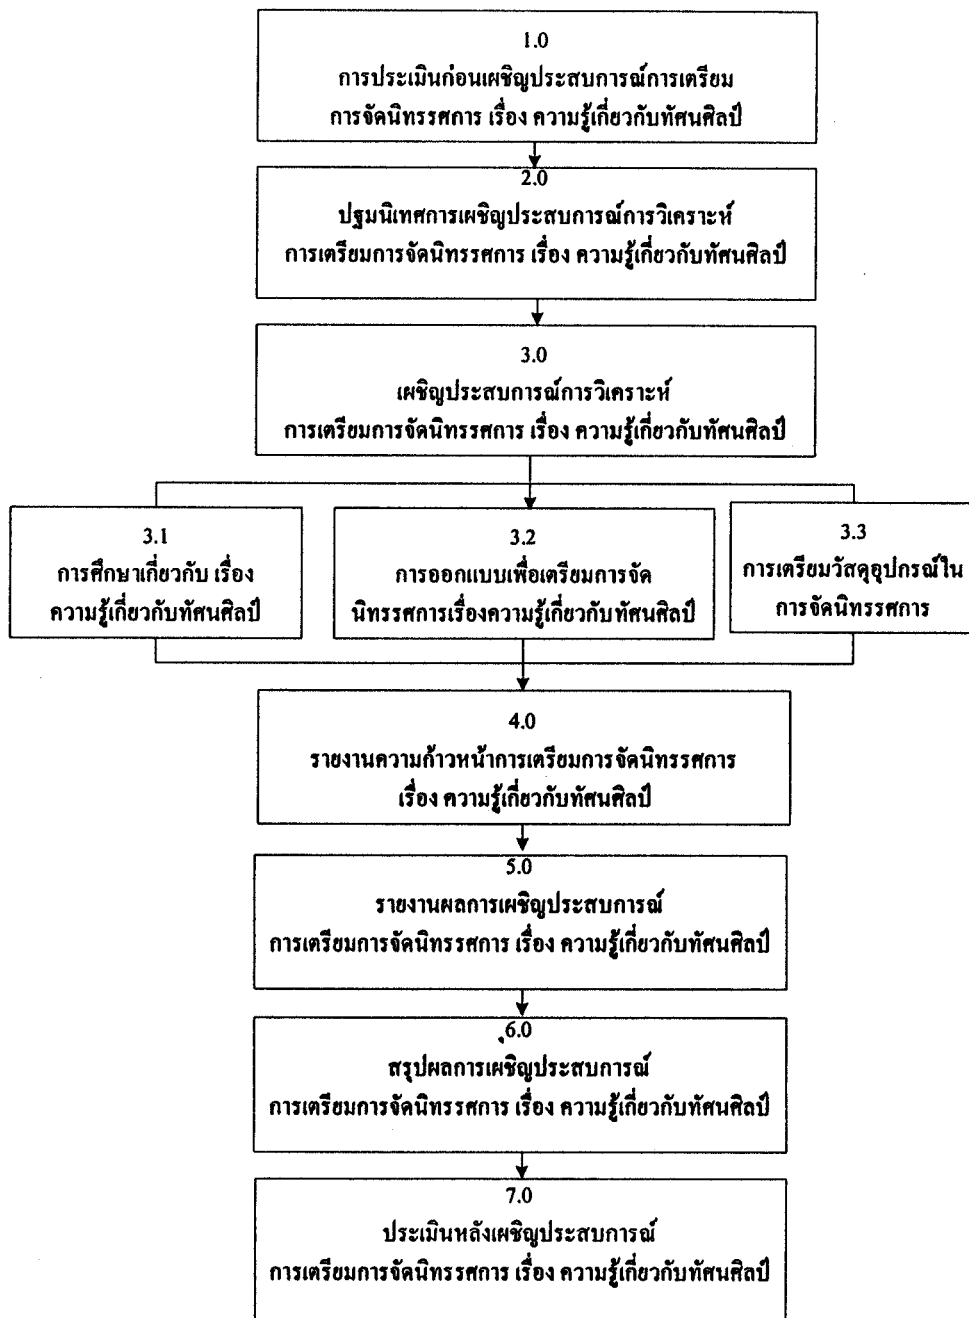 1.0
การประเมินก่อนเผชิญประสบการณ์การเตรียม
การจัดนิทรรศการ เรื่อง ความรู้เกี่ยวกับทัศนศิลป์
2.0
ปฐมนิเทศการเผชิญประสบการณ์การวิเคราะห์
การเตรียมการจัดนิทรรศการ เรื่อง ความรู้เกี่ยวกับทัศนศิลป์
3.0
เผชิญประสบการณ์การวิเคราะห์
การเตรียมการจัดนิทรรศการ เรื่อง ความรู้เกี่ยวกับทัศนศิลป์
3.1
การศึกษาเกี่ยวกับ เรื่อง
ความรู้เกี่ยวกับทัศนศิลป์
3.2
การออกแบบเพื่อเตรียมการจัด
นิทรรศการเรื่องความรู้เกี่ยวกับทัศนศิลป์
3.3
การเตรียมวัสดุอุปกรณ์ใน
การจัดนิทรรศการ
4.0
รายงานความก้าวหน้าการเตรียมการจัดนิทรรศการ
เรื่อง ความรู้เกี่ยวกับทัศนศิลป์
5.0
รายงานผลการเผชิญประสบการณ์
การเตรียมการจัดนิทรรศการ เรื่อง ความรู้เกี่ยวกับทัศนศิลป์
6.0
สรุปผลการเผชิญประสบการณ์
การเตรียมการจัดนิทรรศการ เรื่อง ความรู้เกี่ยวกับทัศนศิลป์
7.0
ประเมินหลังเผชิญประสบการณ์
การเตรียมการจัดนิทรรศการ เรื่อง ความรู้เกี่ยวกับทัศนศิลป์